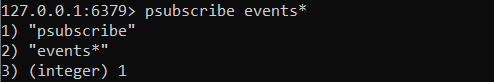 127.0.0.1:6379> psubscribe events*
1) "psubscribe"
2) "events*"
3) (integer) 1